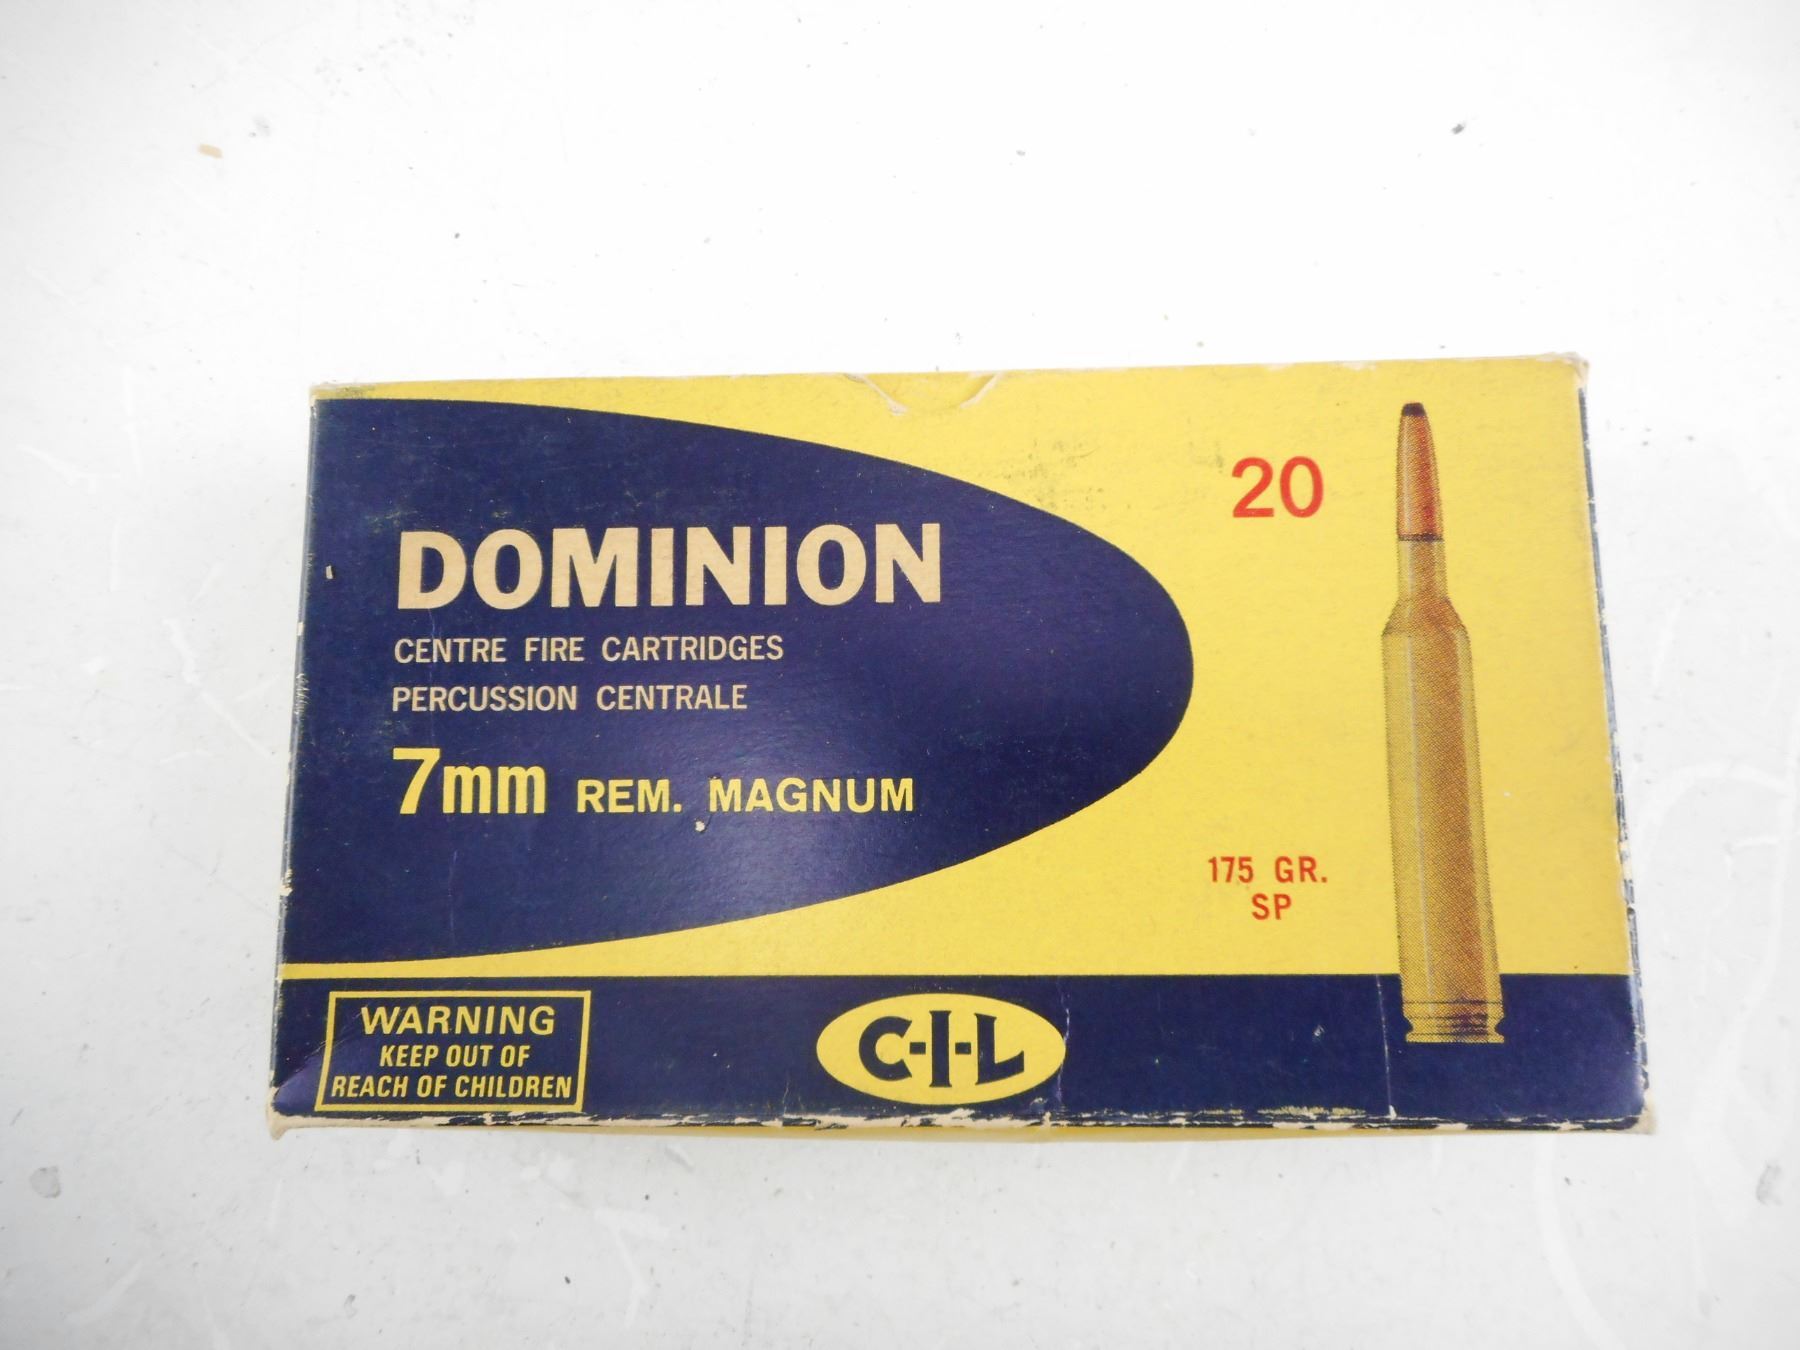 DOMINION
CENTRE FIRE CARTRIDGES
PERCUSSION CENTRALE
7mm REM. MAGNUM
20
175 GR.
SP
WARNING
KEEP OUT OF
REACH OF CHILDREN
C-I-L